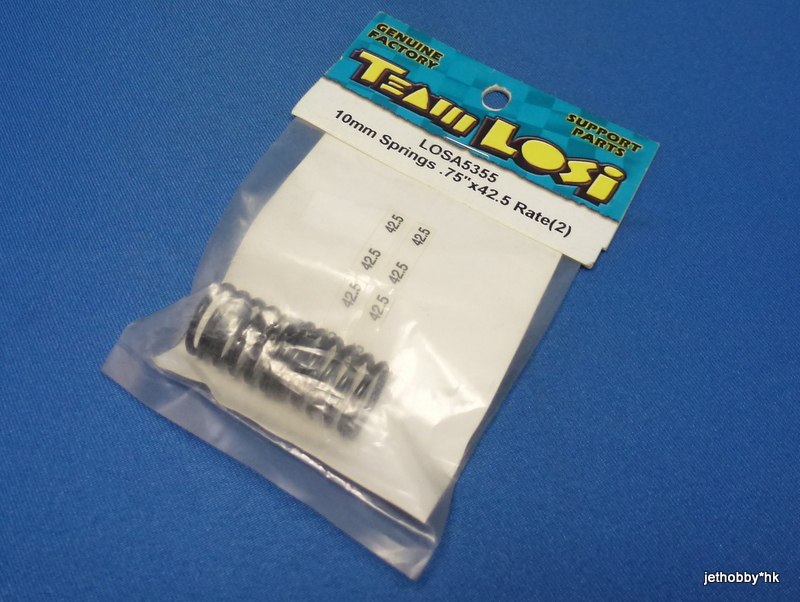 GENUINE
FACTORY
TEAM LOSI
SUPPORT
PARTS
LOSA5355
10mm Springs .75"x42.5 Rate(2)
42.5
42.5
42.5
42.5
42.5
42.5
jethobby*hk